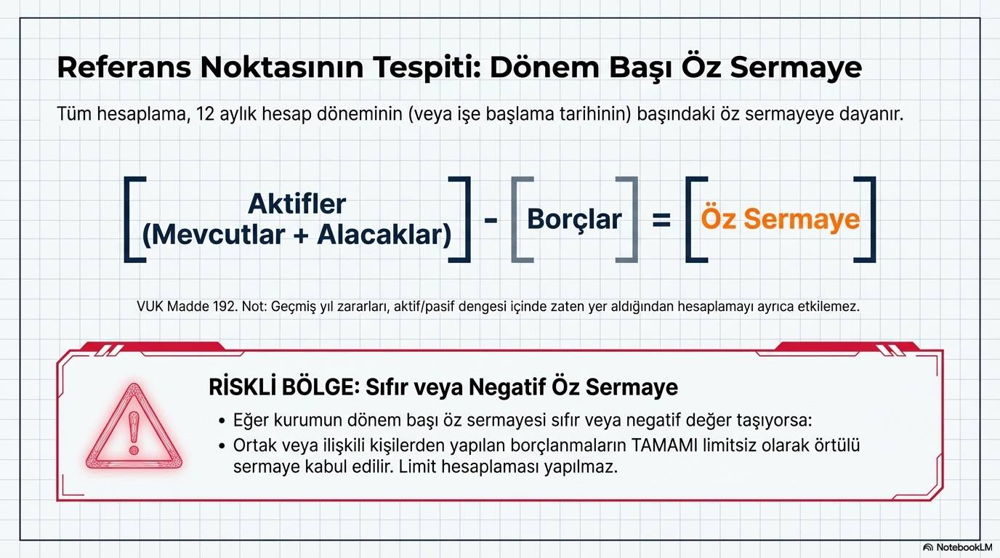 Referans Noktasının Tespiti: Dönem Başı Öz Sermaye
Tüm hesaplama, 12 aylık hesap döneminin (veya işe başlama tarihinin) başındaki öz sermayeye dayanır.
Aktifler
(Mevcutlar + Alacaklar)
-
Borçlar
=
Öz Sermaye
VUK Madde 192. Not: Geçmiş yıl zararları, aktif/pasif dengesi içinde zaten yer aldığından hesaplamayı ayrıca etkilemez.
RİSKLİ BÖLGE: Sıfır veya Negatif Öz Sermaye
• Eğer kurumun dönem başı öz sermayesi sıfır veya negatif değer taşıyorsa:
• Ortak veya ilişkili kişilerden yapılan borçlanmaların TAMAMI limitsiz olarak örtülü
sermaye kabul edilir. Limit hesaplaması yapılmaz.
NotebookLM